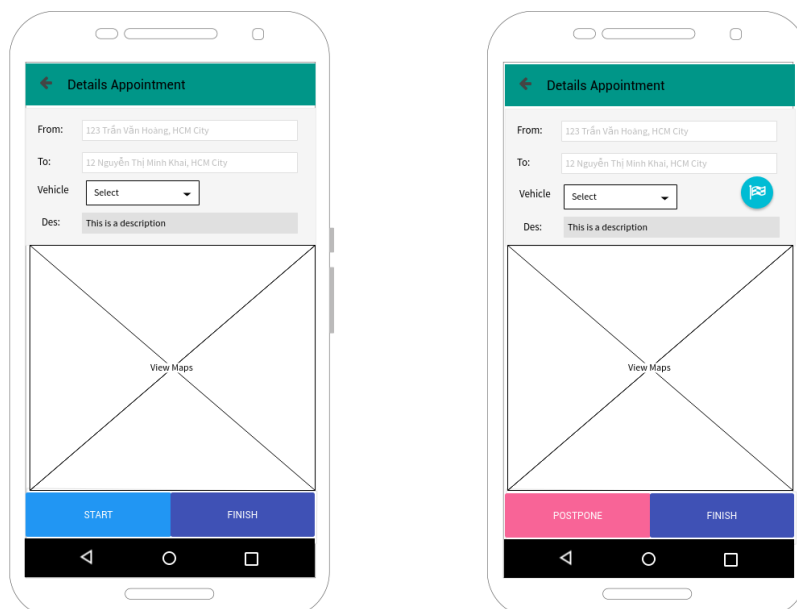 Details Appointment
From:
123 Trần Văn Hoàng, HCM City
To:
12 Nguyễn Thị Minh Khai, HCM City
Vehicle
Select
Des:
This is a description
View Maps
START
FINISH
Details Appointment
From:
123 Trần Văn Hoàng, HCM City
To:
12 Nguyễn Thị Minh Khai, HCM City
Vehicle
Select
Des:
This is a description
View Maps
POSTPONE
FINISH